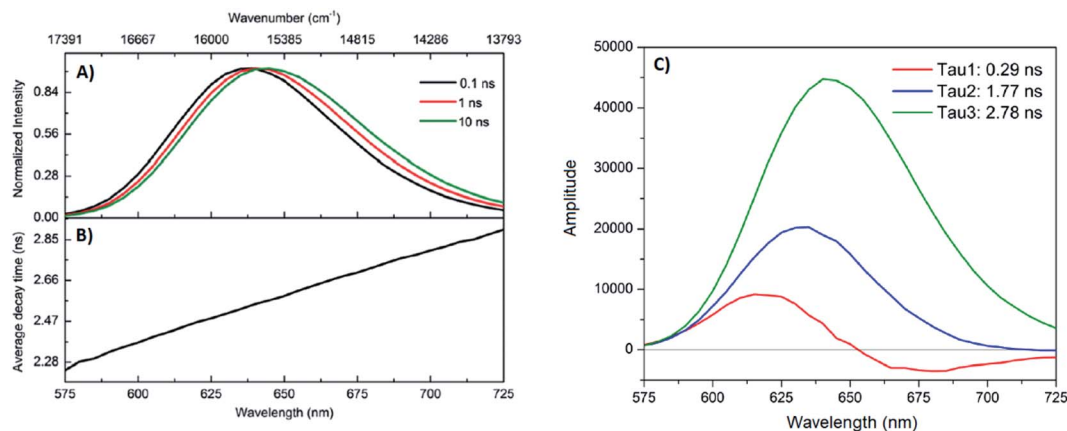 Wavenumber (cm⁻¹)
17391 16667 16000 15385 14815 14286 13793
A)
0.1 ns
1 ns
10 ns
Normalized Intensity
0.84
0.56
0.28
0.00
B)
Average decay time (ns)
2.85
2.66
2.47
2.28
575 600 625 650 675 700 725
Wavelength (nm)
C)
Tau1: 0.29 ns
Tau2: 1.77 ns
Tau3: 2.78 ns
Amplitude
50000
40000
30000
20000
10000
0
575 600 625 650 675 700 725
Wavelength (nm)